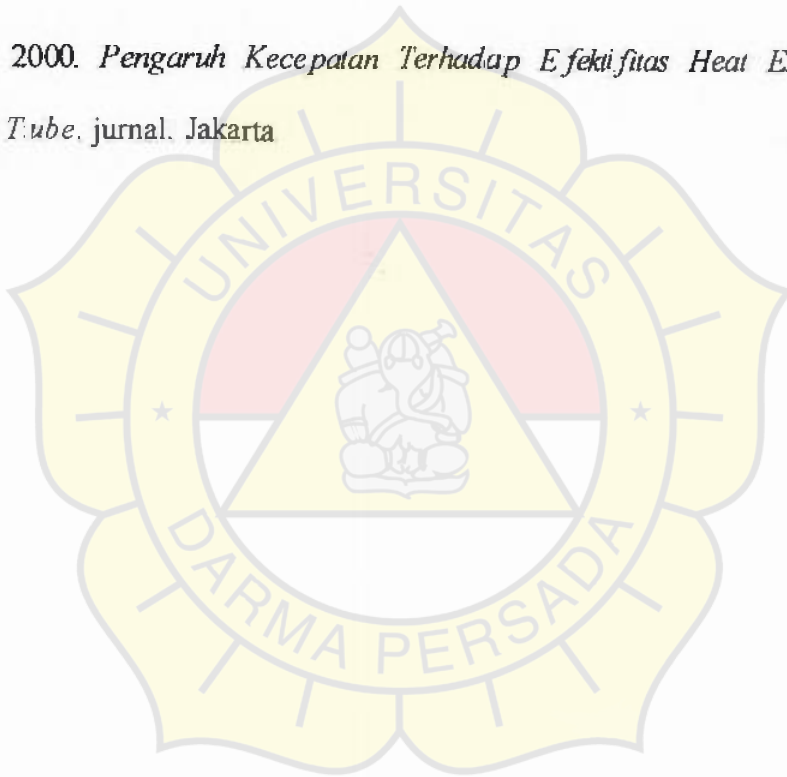 2000. Pengaruh Kecepatan Terhadap Efektifitas Heat E
Tube. jurnal. Jakarta
UNIVERSITAS
DARMA PERSADA